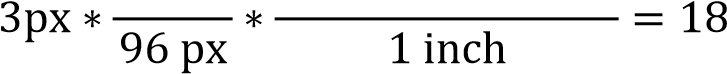 3px * ⁄ 96 px * ⁄ 1 inch = 18